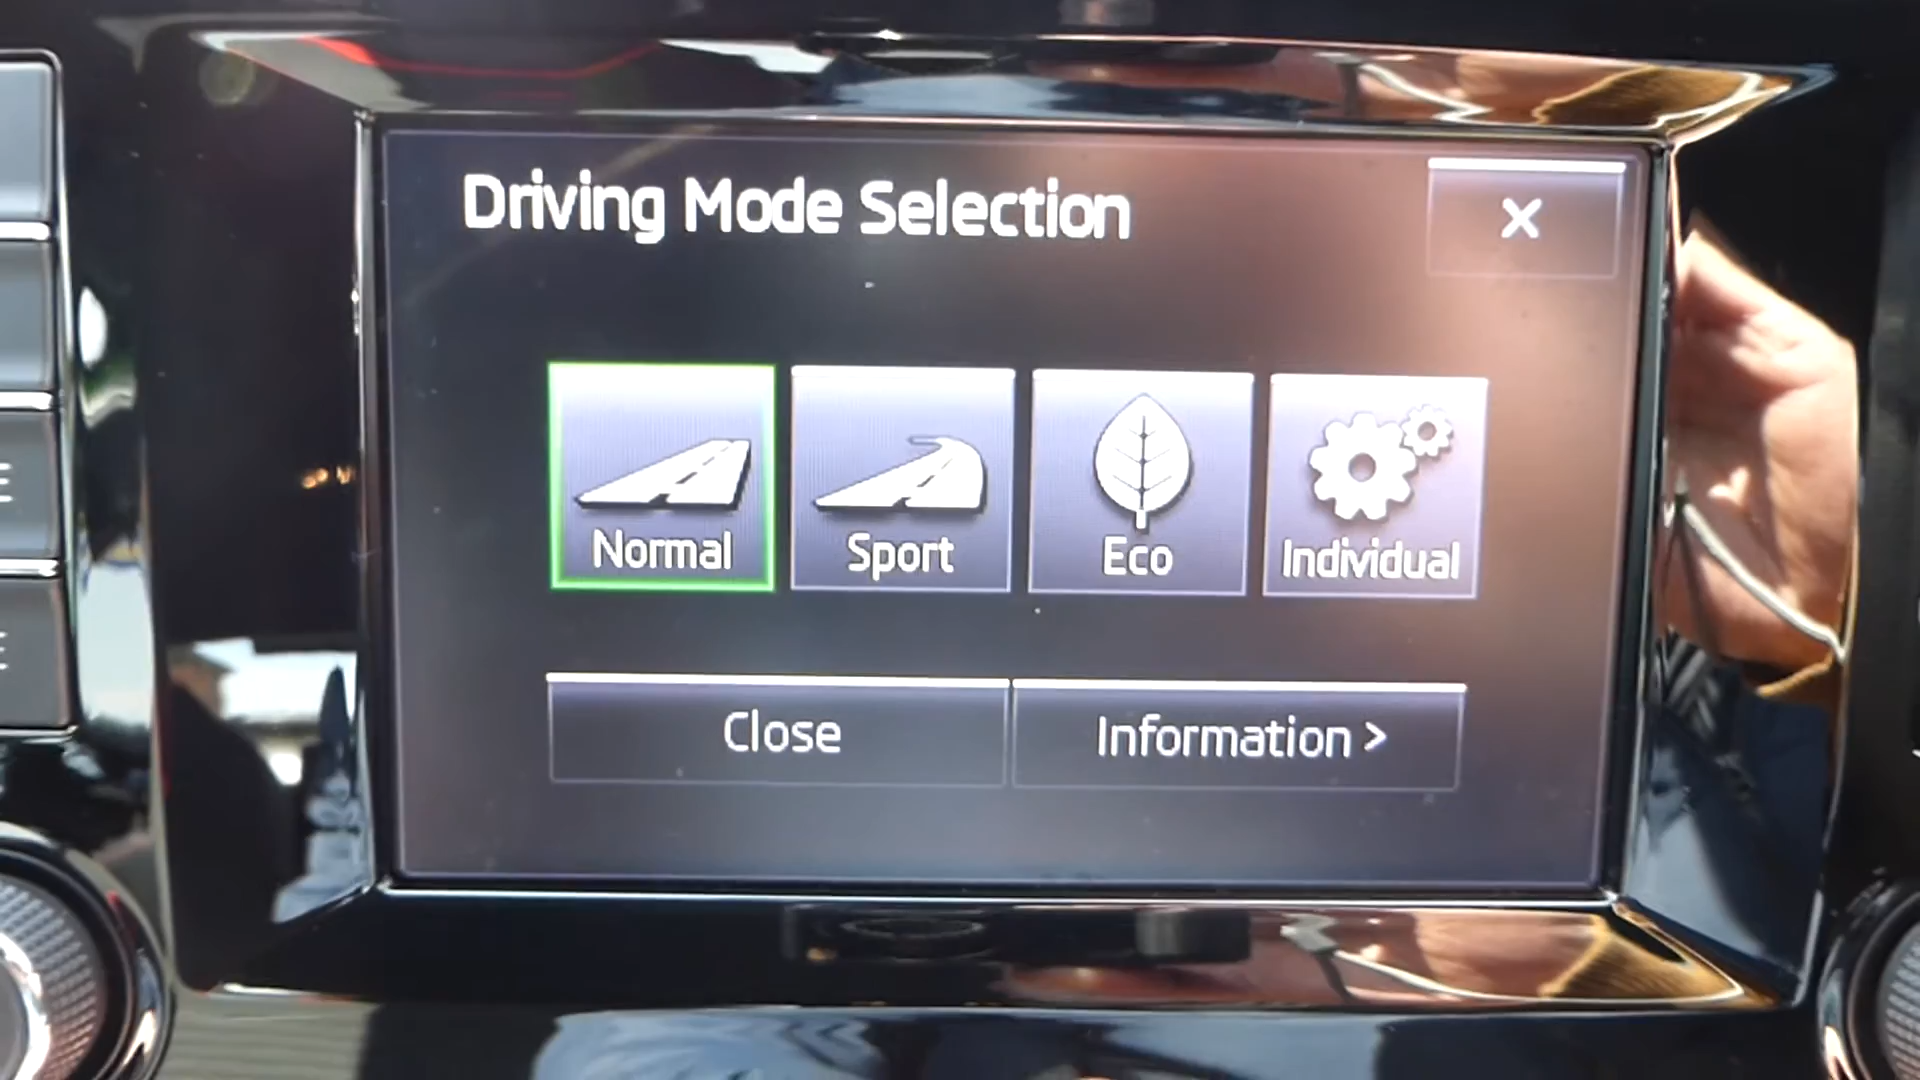 Driving Mode Selection
×
Normal
Sport
Eco
Individual
Close
Information >
E
E